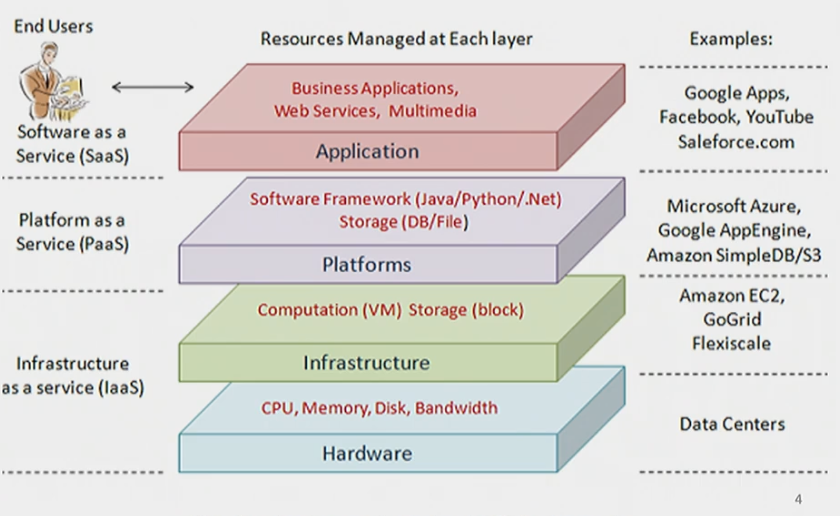 End Users
Resources Managed at Each layer
Examples:
Software as a
Service (SaaS)
Business Applications,
Web Services, Multimedia
Application
Google Apps,
Facebook, YouTube
Saleforce.com
Platform as a
Service (PaaS)
Software Framework (Java/Python/.Net)
Storage (DB/File)
Platforms
Microsoft Azure,
Google AppEngine,
Amazon SimpleDB/S3
Infrastructure
as a service (IaaS)
Computation (VM) Storage (block)
Infrastructure
Amazon EC2,
GoGrid
Flexiscale
CPU, Memory, Disk, Bandwidth
Hardware
Data Centers
4